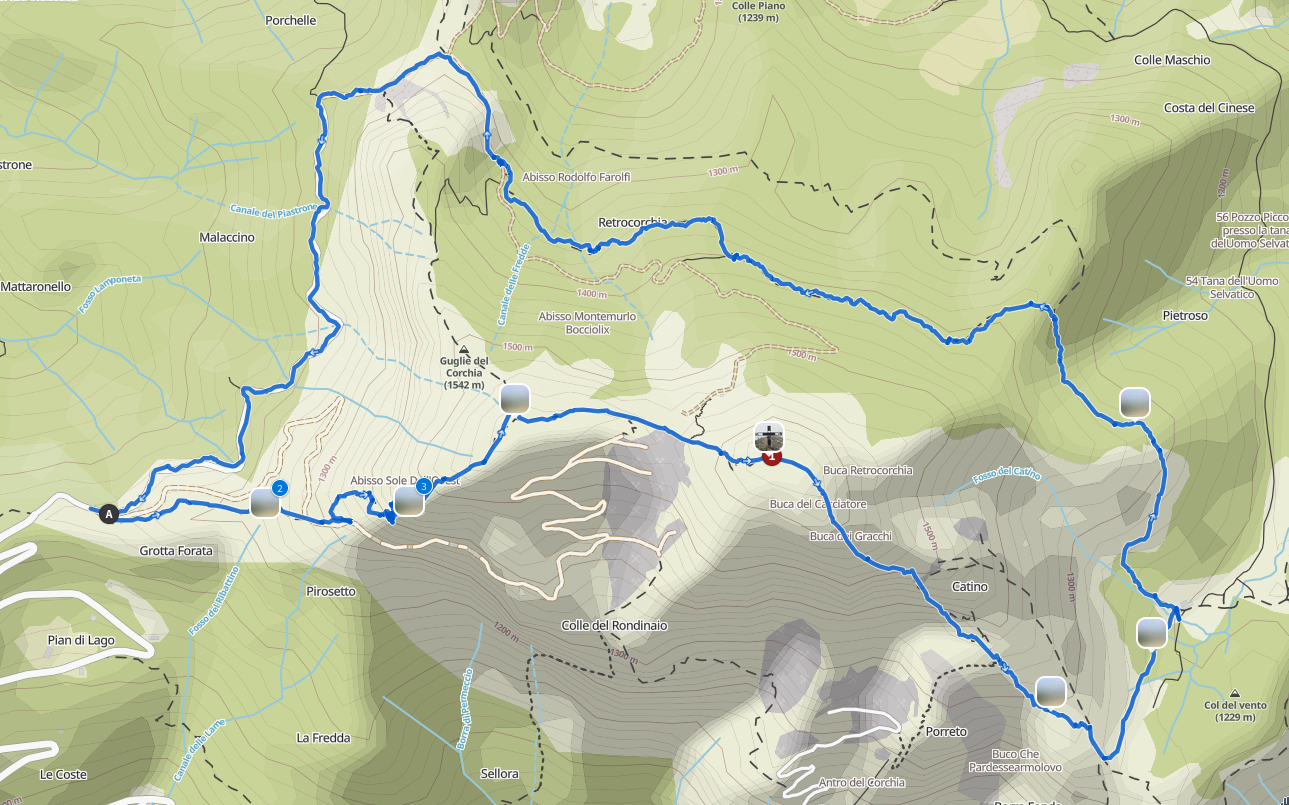 Colle Piano
(1239 m)
Porchelle
Colle Maschio
Costa del Cinese
1300 m
strone
Abisso Rodolfo Farolfi
1300 m
1200 m
Canale del Piastrone
Retrocorchia
56 Pozzo Picco
presso la tana
delUomo Selvat
Malaccino
Canale delle Fredde
Fosso Lamponeta
Mattaronello
1400 m
54 Tana dell'Uomo
Selvatico
Abisso Montemurlo
Bocciolix
Pietroso
1500 m
1500 m
Guglie del
Corchia
(1542 m)
1
Buca Retrocorchia
Fosso del Catino
1300 m
Abisso Sole
2
3
Buca del Cacciatore
A
Buca dei Gracchi
1500 m
Grotta Forata
Fosso del Ribattino
Pirosetto
Catino
1300 m
Colle del Rondinaio
1200 m
1300 m
Pian di Lago
Borra di Permeccio
Col del vento
(1229 m)
Canale delle Lame
La Fredda
Porreto
Buco Che
Pardessearmolovo
Le Coste
Sellora
Antro del Corchia
00 m